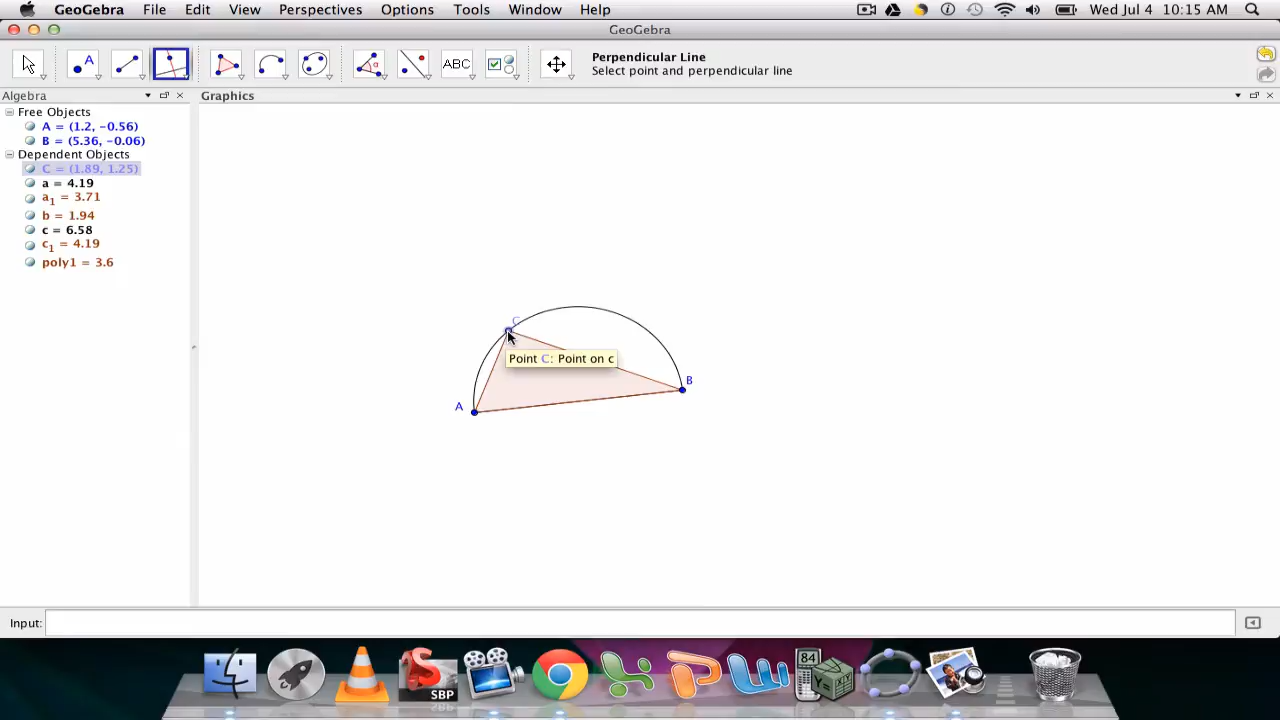 GeoGebra File Edit View Perspectives Options Tools Window Help Wed Jul 4 10:15 AM
GeoGebra
A
ABC
α
Perpendicular Line
Select point and perpendicular line
Algebra
Graphics
Free Objects
A = (1.2, -0.56)
B = (5.36, -0.06)
Dependent Objects
C = (1.89, 1.25)
a = 4.19
a1 = 3.71
b = 1.94
c = 6.58
c1 = 4.19
poly1 = 3.6
C
Point C: Point on c
B
A
Input:
S
SBP
84
Y=